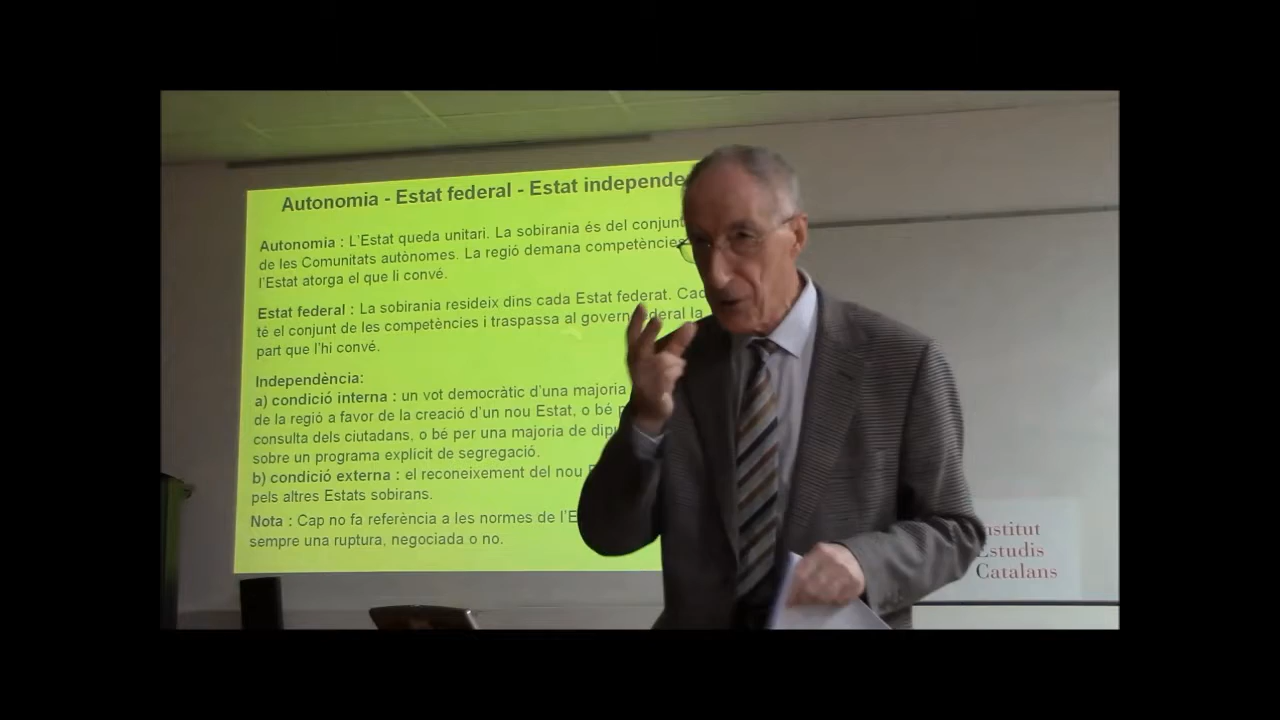 Autonomia - Estat federal - Estat independe
Autonomia : L'Estat queda unitari. La sobirania és del conjunt
de les Comunitats autònomes. La regió demana competències
l'Estat atorga el que li convé.
Estat federal : La sobirania resideix dins cada Estat federat. Cad
té el conjunt de les competències i traspassa al govern federal la
part que l'hi convé.
Independència:
a) condició interna : un vot democràtic d'una majoria
de la regió a favor de la creació d'un nou Estat, o bé p
consulta dels ciutadans, o bé per una majoria de dipu
sobre un programa explicit de segregació.
b) condició externa : el reconeixement del nou E
pels altres Estats sobirans.
Nota : Cap no fa referència a les normes de l'E
sempre una ruptura, negociada o no.
Institut
Estudis
Catalans